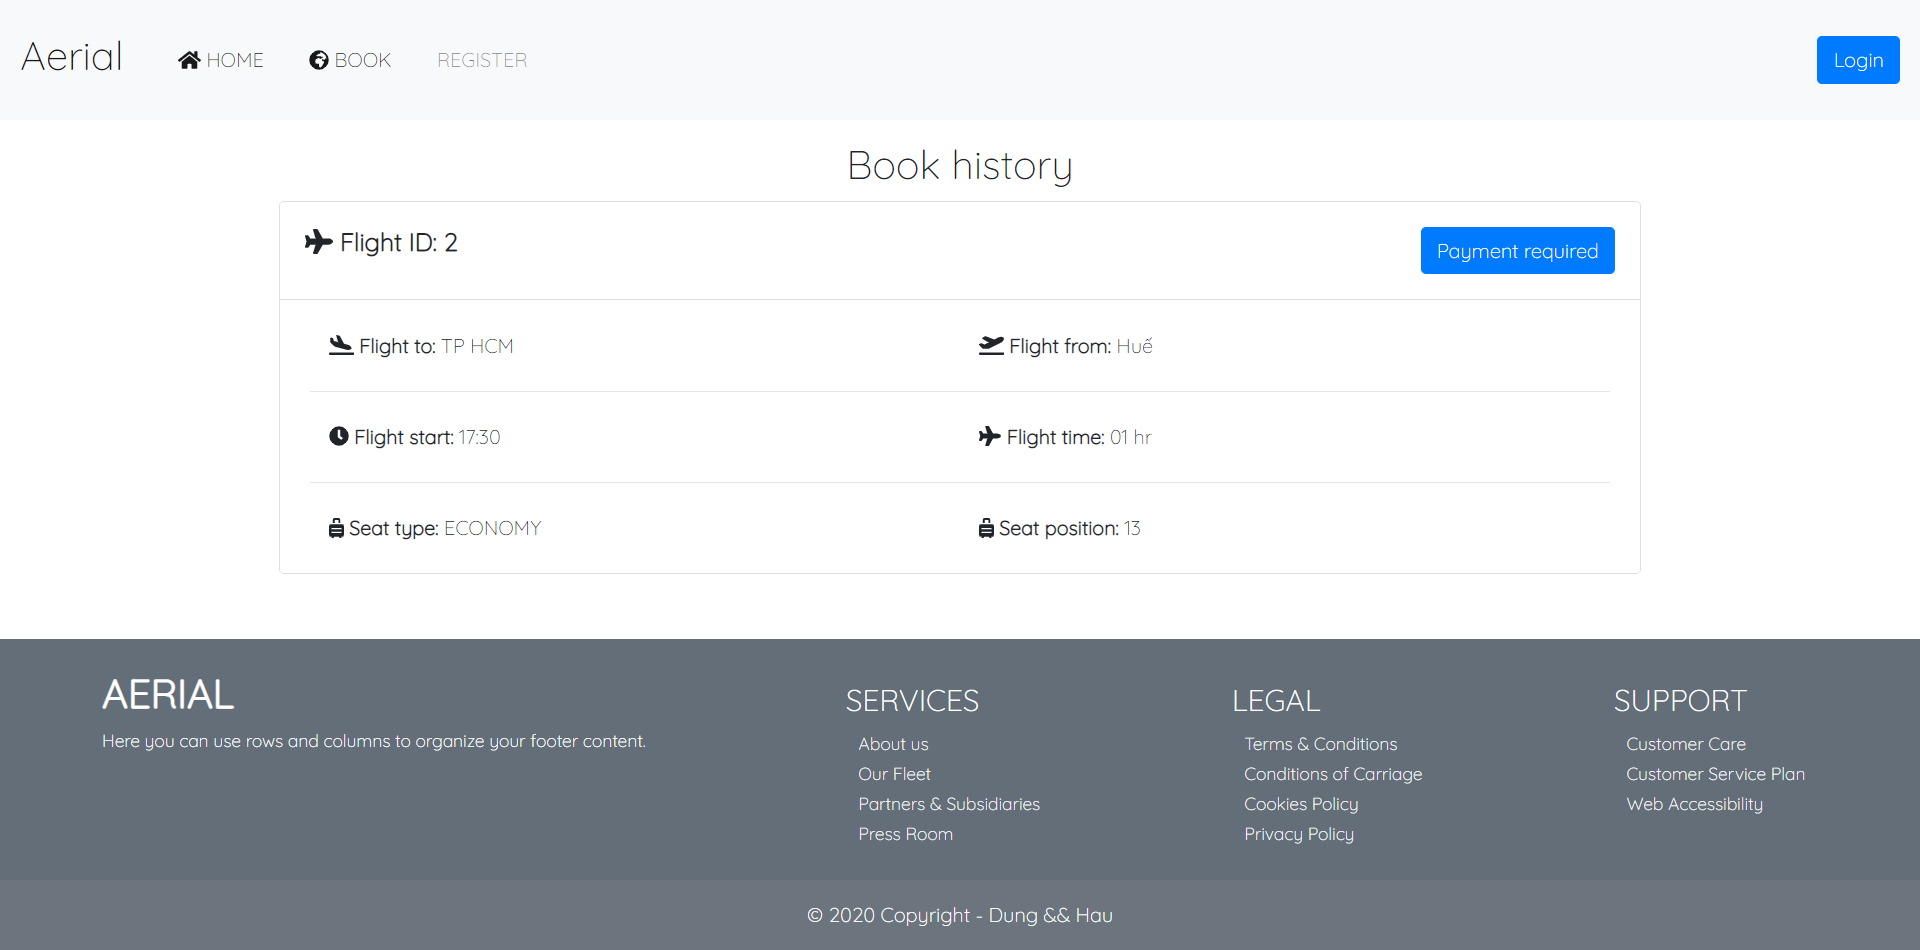 Aerial HOME BOOK REGISTER Login
Book history
Flight ID: 2 Payment required
Flight to: TP HCM Flight from: Huế
Flight start: 17:30 Flight time: 01 hr
Seat type: ECONOMY Seat position: 13
AERIAL
Here you can use rows and columns to organize your footer content.
SERVICES
About us
Our Fleet
Partners & Subsidiaries
Press Room
LEGAL
Terms & Conditions
Conditions of Carriage
Cookies Policy
Privacy Policy
SUPPORT
Customer Care
Customer Service Plan
Web Accessibility
© 2020 Copyright - Dung && Hau